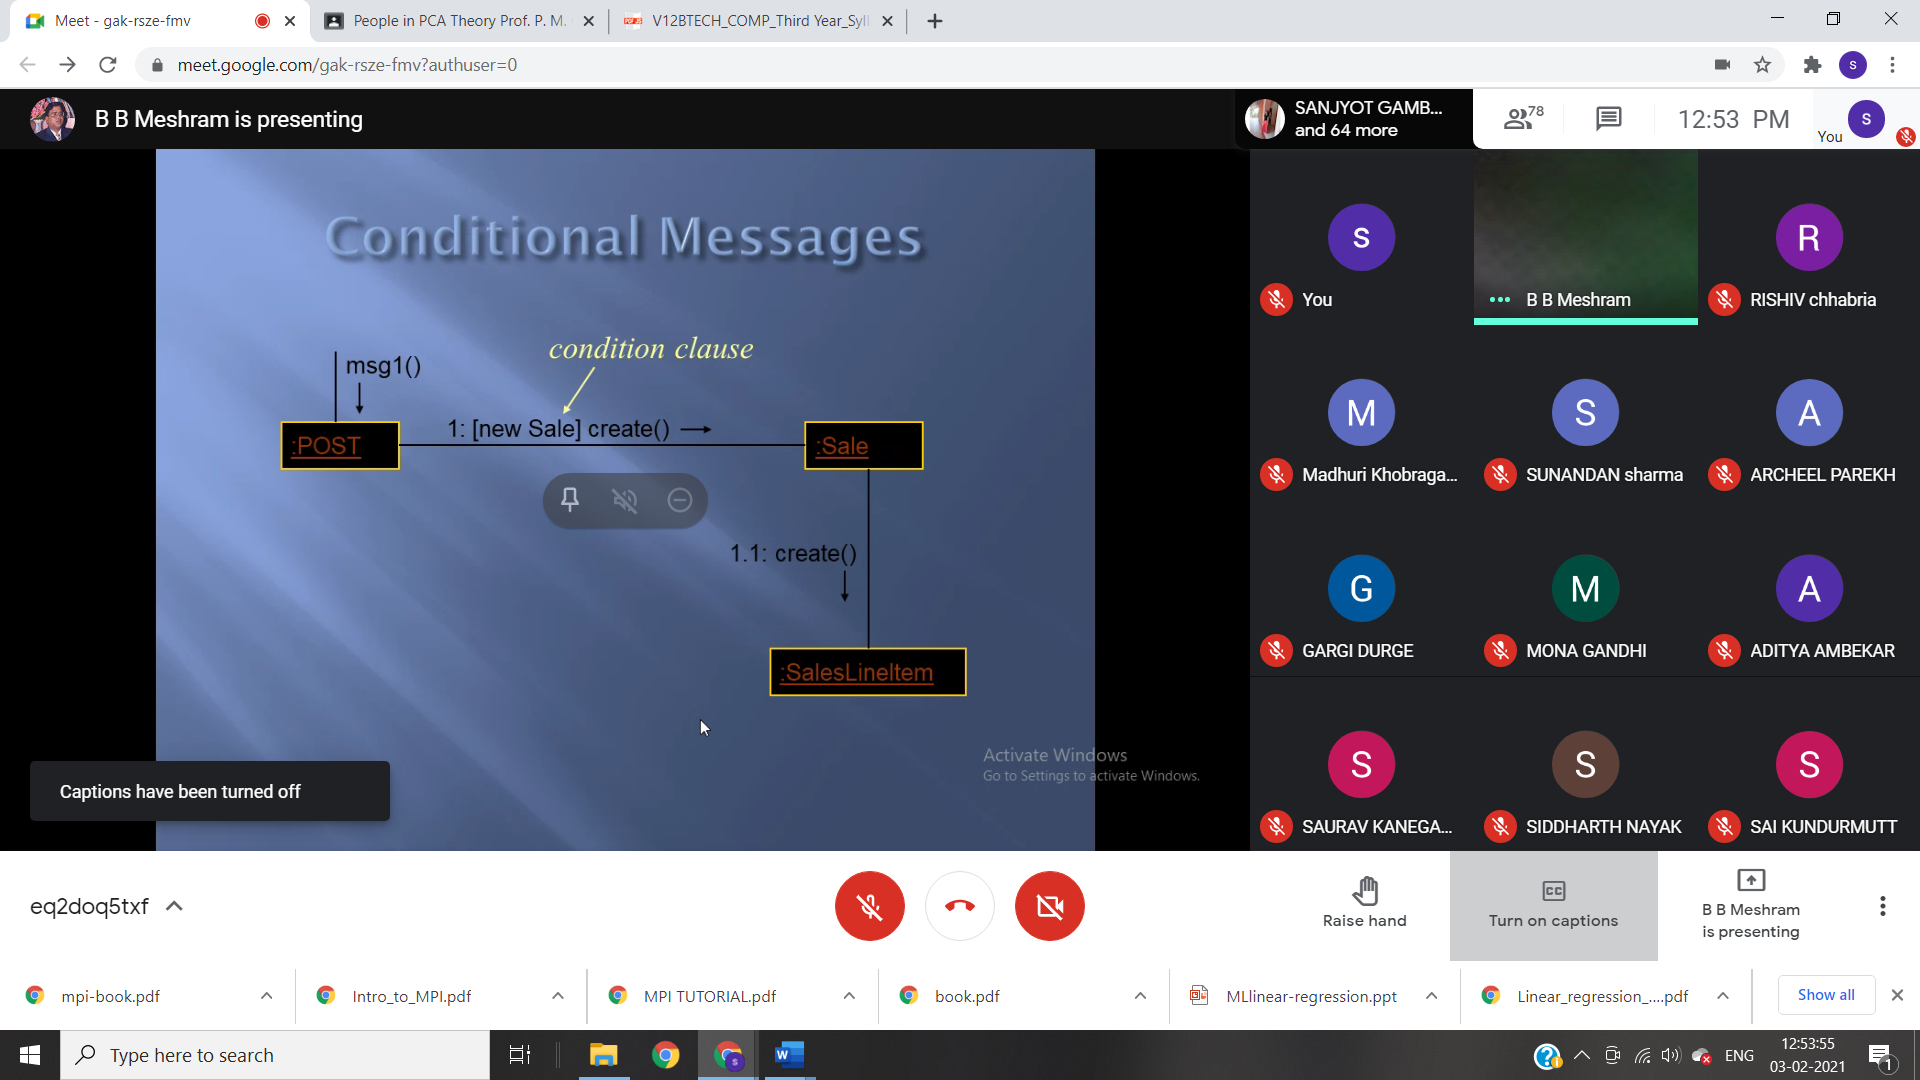 Meet - gak-rsze-fmv
People in PCA Theory Prof. P. M.
V12BTECH_COMP_Third Year_Syll
meet.google.com/gak-rsze-fmv?authuser=0
S
B B Meshram is presenting
SANJYOT GAMB...
and 64 more
78
12:53 PM
You
S
Conditional Messages
condition clause
msg1()
1: [new Sale] create()
:POST
:Sale
1.1: create()
:SalesLineItem
Activate Windows
Go to Settings to activate Windows.
Captions have been turned off
S
You
B B Meshram
R
RISHIV chhabria
M
Madhuri Khobraga...
S
SUNANDAN sharma
A
ARCHEEL PAREKH
G
GARGI DURGE
M
MONA GANDHI
A
ADITYA AMBEKAR
S
SAURAV KANEGA...
S
SIDDHARTH NAYAK
S
SAI KUNDURMUTT
eq2doq5txf
Raise hand
CC
Turn on captions
B B Meshram
is presenting
mpi-book.pdf
Intro_to_MPI.pdf
MPI TUTORIAL.pdf
book.pdf
MLlinear-regression.ppt
Linear_regression_....pdf
Show all
Type here to search
ENG
12:53:55
03-02-2021
1